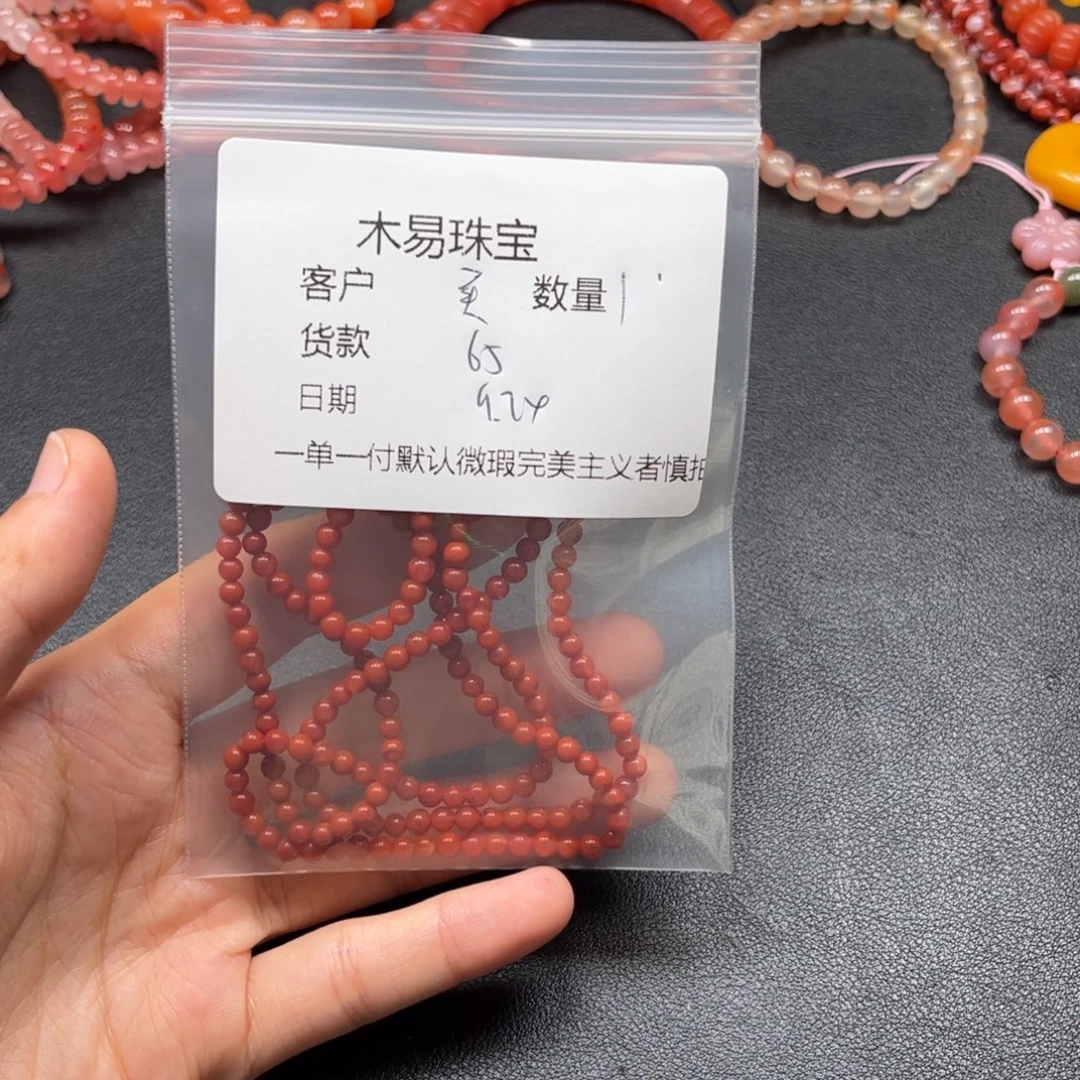 木易珠宝
客户 数量 1
货款 65
日期 9.24
一单一付默认微瑕完美主义者慎拍